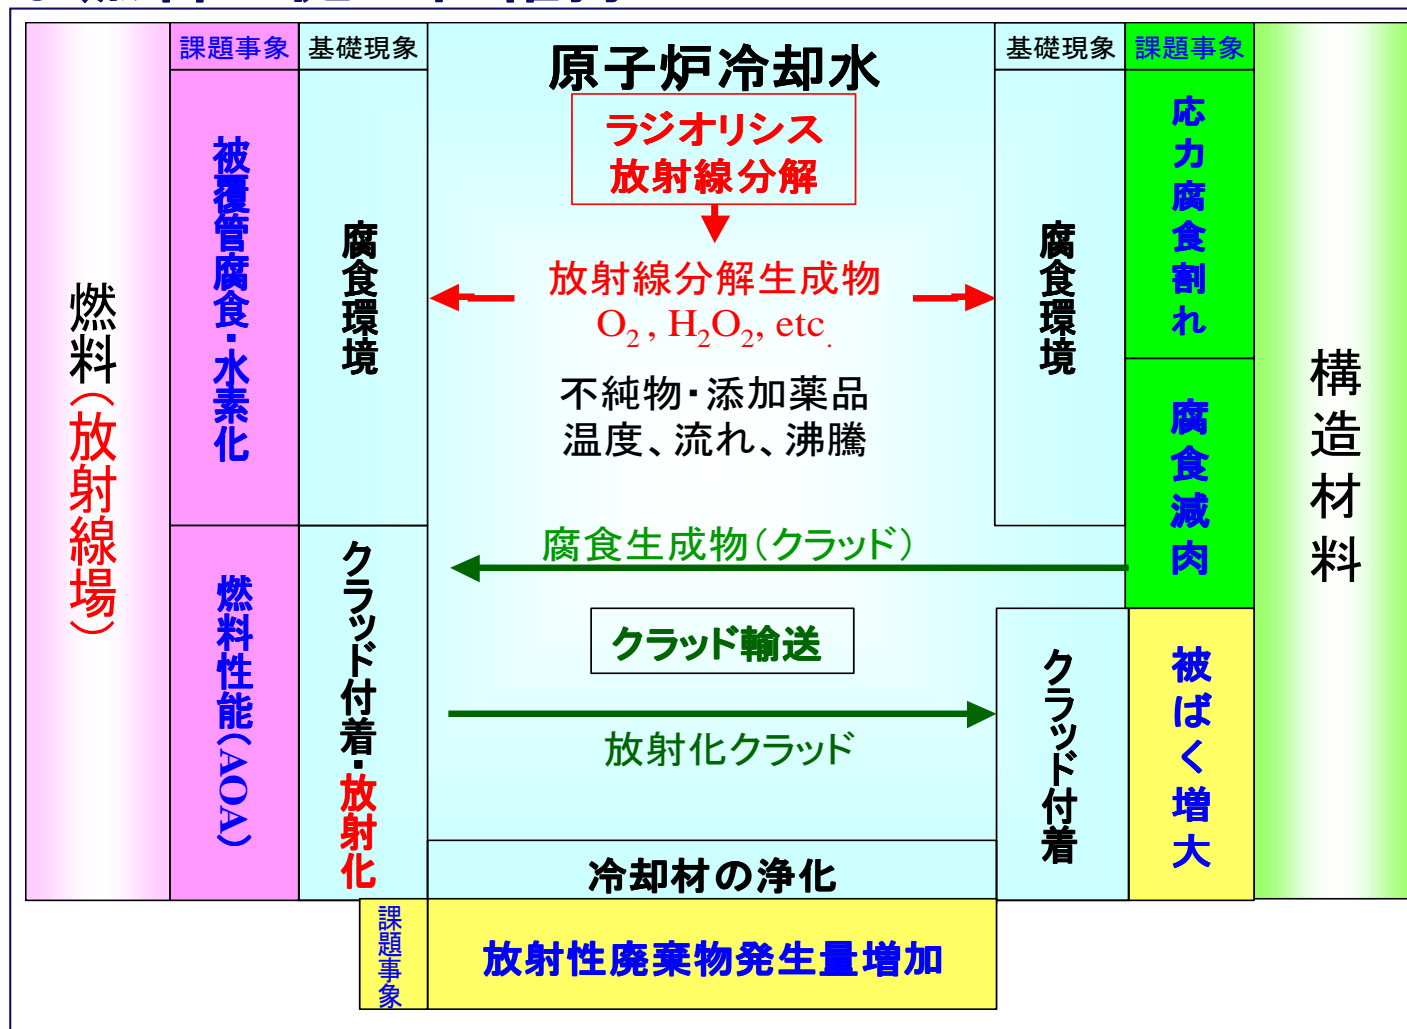 課題事象
基礎現象
原子炉冷却水
基礎現象
課題事象
ラジオリシス
放射線分解
放射線分解生成物
O₂ , H₂O₂, etc.
不純物・添加薬品
温度、流れ、沸騰
燃料(放射線場)
被覆管腐食・水素化
腐食環境
腐食環境
応力腐食割れ
腐食減肉
構造材料
腐食生成物(クラッド)
クラッド輸送
放射化クラッド
燃料性能(AOA)
クラッド付着・放射化
クラッド付着
被ばく増大
冷却材の浄化
課題事象
放射性廃棄物発生量増加